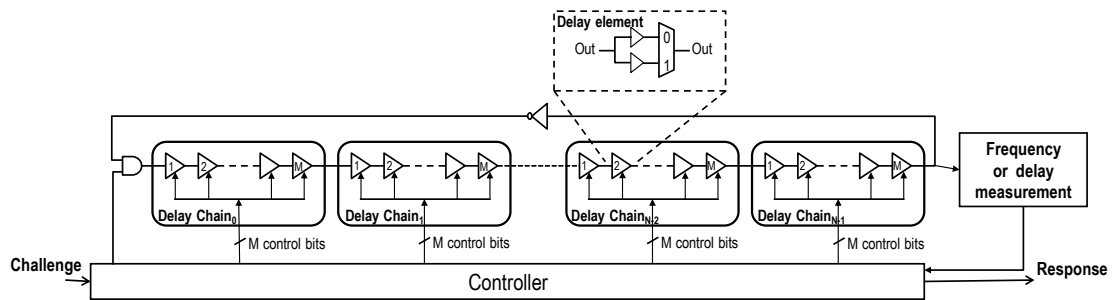 Delay element
0
Out
Out
1
1
2
M
1
2
M
1
2
M
1
2
M
Frequency
or delay
measurement
Delay Chain0
Delay Chain1
Delay ChainN-2
Delay ChainN-1
M control bits
M control bits
M control bits
M control bits
Challenge
Controller
Response